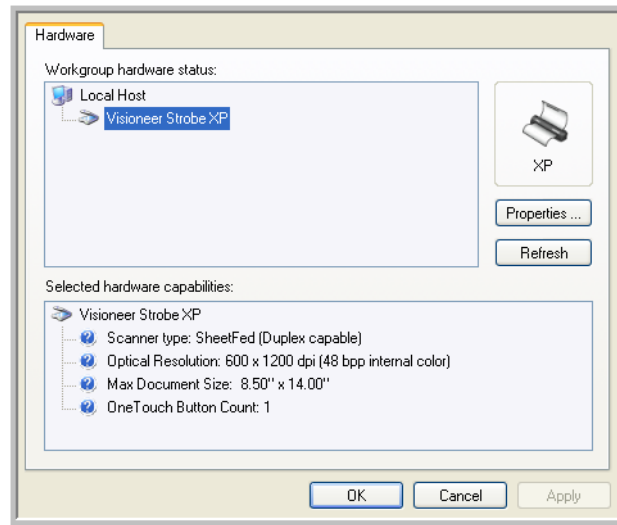 Hardware
Workgroup hardware status:
Local Host
Visioneer Strobe XP
XP
Properties ...
Refresh
Selected hardware capabilities:
Visioneer Strobe XP
Scanner type: SheetFed (Duplex capable)
Optical Resolution: 600 x 1200 dpi (48 bpp internal color)
Max Document Size:  8.50'' x 14.00''
OneTouch Button Count: 1
OK
Cancel
Apply